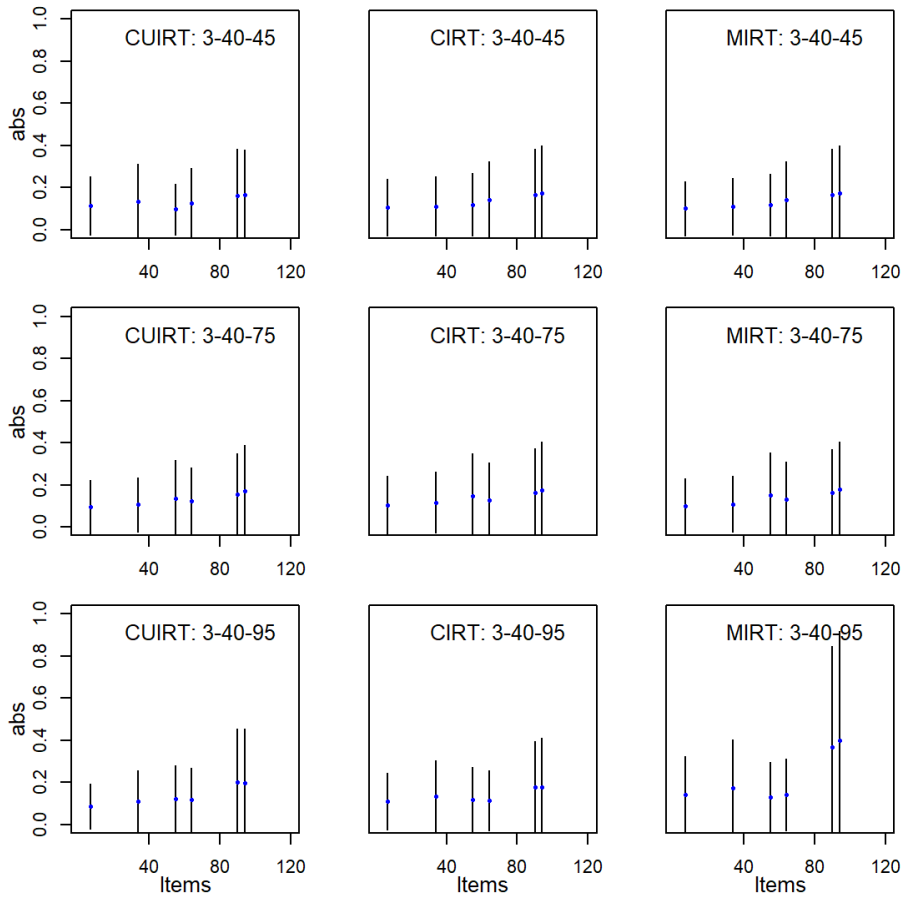 CUIRT: 3-40-45
CIRT: 3-40-45
MIRT: 3-40-45
abs
0.0 0.2 0.4 0.6 0.8 1.0
40 80 120
40 80 120
40 80 120
CUIRT: 3-40-75
CIRT: 3-40-75
MIRT: 3-40-75
abs
0.0 0.2 0.4 0.6 0.8 1.0
40 80 120
40 80 120
40 80 120
CUIRT: 3-40-95
CIRT: 3-40-95
MIRT: 3-40-95
abs
0.0 0.2 0.4 0.6 0.8 1.0
40 80 120
40 80 120
40 80 120
Items
Items
Items